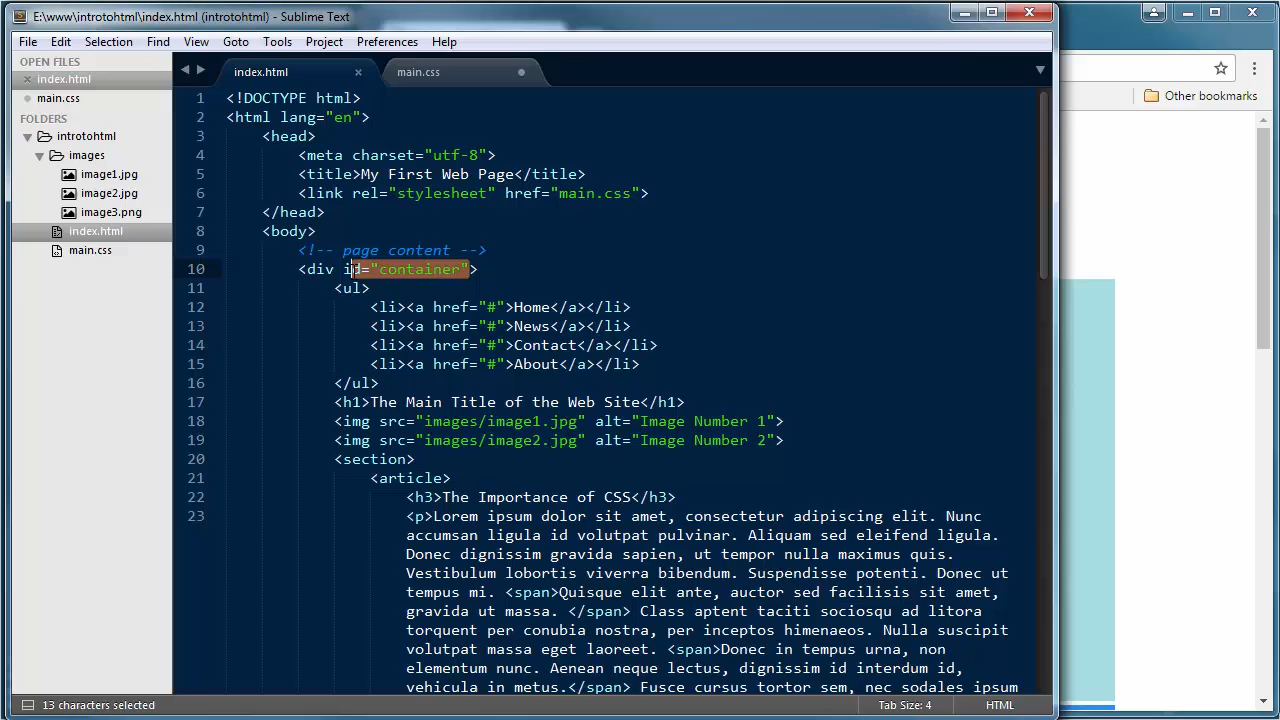 E:\www\introtohtml\index.html (introtohtml) - Sublime Text
File Edit Selection Find View Goto Tools Project Preferences Help
OPEN FILES
index.html
main.css
FOLDERS
introtohtml
images
image1.jpg
image2.jpg
image3.png
index.html
main.css
index.html × main.css
1 <!DOCTYPE html>
2 <html lang="en">
3 <head>
4 <meta charset="utf-8">
5 <title>My First Web Page</title>
6 <link rel="stylesheet" href="main.css">
7 </head>
8 <body>
9 <!-- page content -->
10 <div id="container">
11 <ul>
12 <li><a href="#">Home</a></li>
13 <li><a href="#">News</a></li>
14 <li><a href="#">Contact</a></li>
15 <li><a href="#">About</a></li>
16 </ul>
17 <h1>The Main Title of the Web Site</h1>
18 <img src="images/image1.jpg" alt="Image Number 1">
19 <img src="images/image2.jpg" alt="Image Number 2">
20 <section>
21 <article>
22 <h3>The Importance of CSS</h3>
23 <p>Lorem ipsum dolor sit amet, consectetur adipiscing elit. Nunc
accumsan ligula id volutpat pulvinar. Aliquam sed eleifend ligula.
Donec dignissim gravida sapien, ut tempor nulla maximus quis.
Vestibulum lobortis viverra bibendum. Suspendisse potenti. Donec ut
tempus mi. <span>Quisque elit ante, auctor sed facilisis sit amet,
gravida ut massa. </span> Class aptent taciti sociosqu ad litora
torquent per conubia nostra, per inceptos himenaeos. Nulla suscipit
volutpat massa eget laoreet. <span>Donec in tempus urna, non
elementum nunc. Aenean neque lectus, dignissim id interdum id,
vehicula in metus.</span> Fusce cursus tortor sem, nec sodales ipsum
13 characters selected
Tab Size: 4
HTML
Other bookmarks